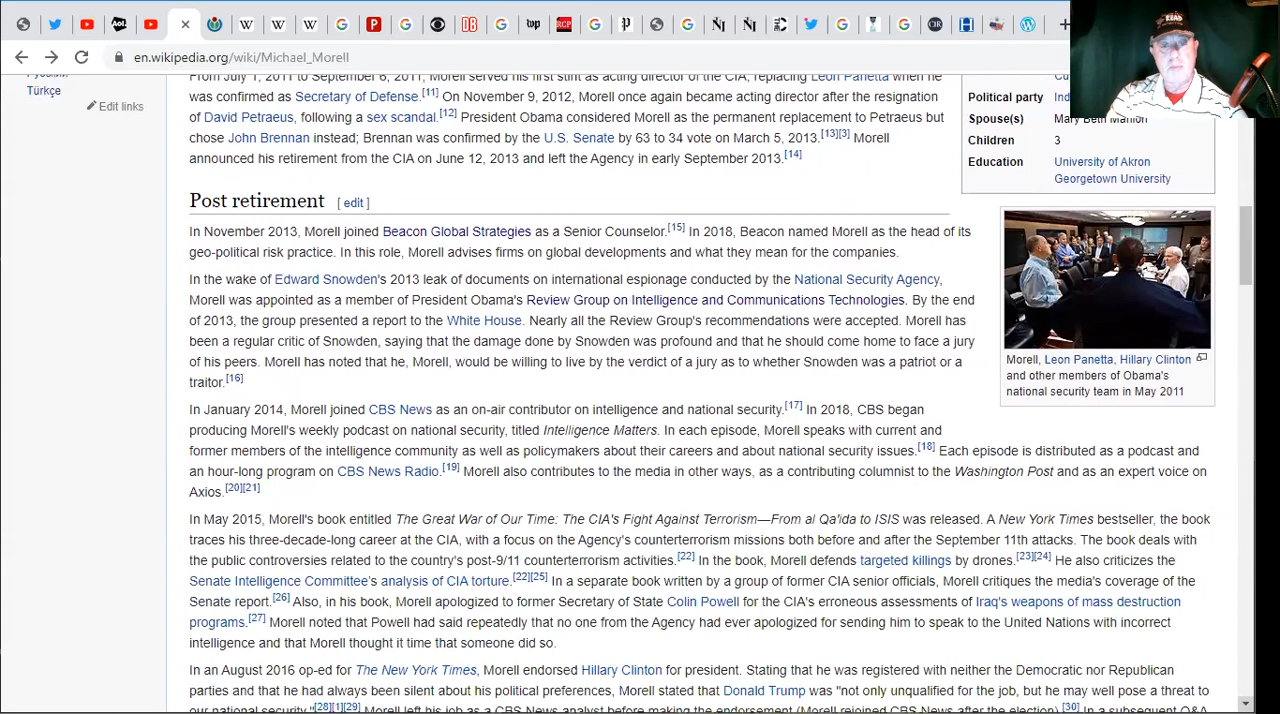 en.wikipedia.org/wiki/Michael_Morell
Türkçe
Edit links
From July 1, 2011 to September 6, 2011, Morell served his first stint as acting director of the CIA, replacing Leon Panetta when he
was confirmed as Secretary of Defense.[11] On November 9, 2012, Morell once again became acting director after the resignation
of David Petraeus, following a sex scandal.[12] President Obama considered Morell as the permanent replacement to Petraeus but
chose John Brennan instead; Brennan was confirmed by the U.S. Senate by 63 to 34 vote on March 5, 2013.[13][3] Morell
announced his retirement from the CIA on June 12, 2013 and left the Agency in early September 2013.[14]
Political party Ind
Spouse(s) Mary Beth Manion
Children 3
Education University of Akron
Georgetown University
Post retirement [ edit ]
In November 2013, Morell joined Beacon Global Strategies as a Senior Counselor.[15] In 2018, Beacon named Morell as the head of its
geo-political risk practice. In this role, Morell advises firms on global developments and what they mean for the companies.
In the wake of Edward Snowden's 2013 leak of documents on international espionage conducted by the National Security Agency,
Morell was appointed as a member of President Obama's Review Group on Intelligence and Communications Technologies. By the end
of 2013, the group presented a report to the White House. Nearly all the Review Group's recommendations were accepted. Morell has
been a regular critic of Snowden, saying that the damage done by Snowden was profound and that he should come home to face a jury
of his peers. Morell has noted that he, Morell, would be willing to live by the verdict of a jury as to whether Snowden was a patriot or a
traitor.[16]
Morell, Leon Panetta, Hillary Clinton
and other members of Obama's
national security team in May 2011
In January 2014, Morell joined CBS News as an on-air contributor on intelligence and national security.[17] In 2018, CBS began
producing Morell's weekly podcast on national security, titled Intelligence Matters. In each episode, Morell speaks with current and
former members of the intelligence community as well as policymakers about their careers and about national security issues.[18] Each episode is distributed as a podcast and
an hour-long program on CBS News Radio.[19] Morell also contributes to the media in other ways, as a contributing columnist to the Washington Post and as an expert voice on
Axios.[20][21]
In May 2015, Morell's book entitled The Great War of Our Time: The CIA's Fight Against Terrorism—From al Qa'ida to ISIS was released. A New York Times bestseller, the book
traces his three-decade-long career at the CIA, with a focus on the Agency's counterterrorism missions both before and after the September 11th attacks. The book deals with
the public controversies related to the country's post-9/11 counterterrorism activities.[22] In the book, Morell defends targeted killings by drones.[23][24] He also criticizes the
Senate Intelligence Committee's analysis of CIA torture.[22][25] In a separate book written by a group of former CIA senior officials, Morell critiques the media's coverage of the
Senate report.[26] Also, in his book, Morell apologized to former Secretary of State Colin Powell for the CIA's erroneous assessments of Iraq's weapons of mass destruction
programs.[27] Morell noted that Powell had said repeatedly that no one from the Agency had ever apologized for sending him to speak to the United Nations with incorrect
intelligence and that Morell thought it time that someone did so.
In an August 2016 op-ed for The New York Times, Morell endorsed Hillary Clinton for president. Stating that he was registered with neither the Democratic nor Republican
parties and that he had always been silent about his political preferences, Morell stated that Donald Trump was "not only unqualified for the job, but he may well pose a threat to
our national security."[28][1][29] Morell left his job as a CBS News analyst before making the endorsement (Morell rejoined CBS News after the election).[30] In a subsequent Q&A